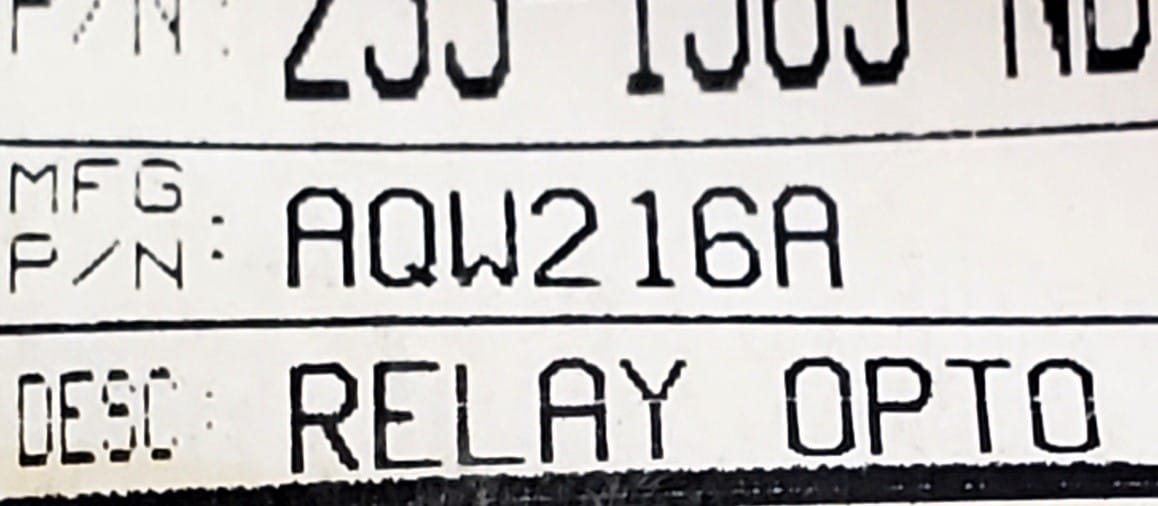 P/N:
MFG
P/N: AQW216A
DESC: RELAY OPTO